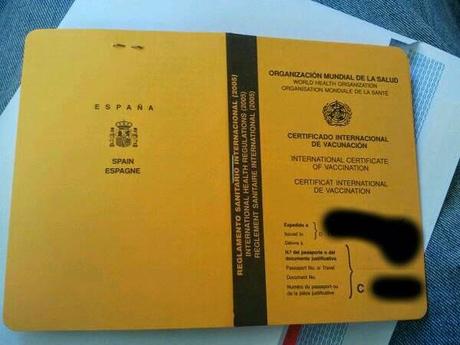 ESPAÑA
SPAIN
ESPAGNE
REGLAMENTO SANITARIO INTERNACIONAL (2005)
INTERNATIONAL HEALTH REGULATIONS (2005)
REGLEMENT SANITAIRE INTERNATIONAL (2005)
ORGANIZACIÓN MUNDIAL DE LA SALUD
WORLD HEALTH ORGANIZATION
ORGANISATION MONDIALE DE LA SANTÉ
CERTIFICADO INTERNACIONAL
DE VACUNACIÓN
INTERNATIONAL CERTIFICATE
OF VACCINATION
CERTIFICAT INTERNATIONAL
DE VACCINATION
Expedido a
Issued to
Délivré à
N.º del pasaporte o del
documento justificativo
Passport No. or Travel
Document No.
Numéro du passeport ou
de la pièce justificative
C